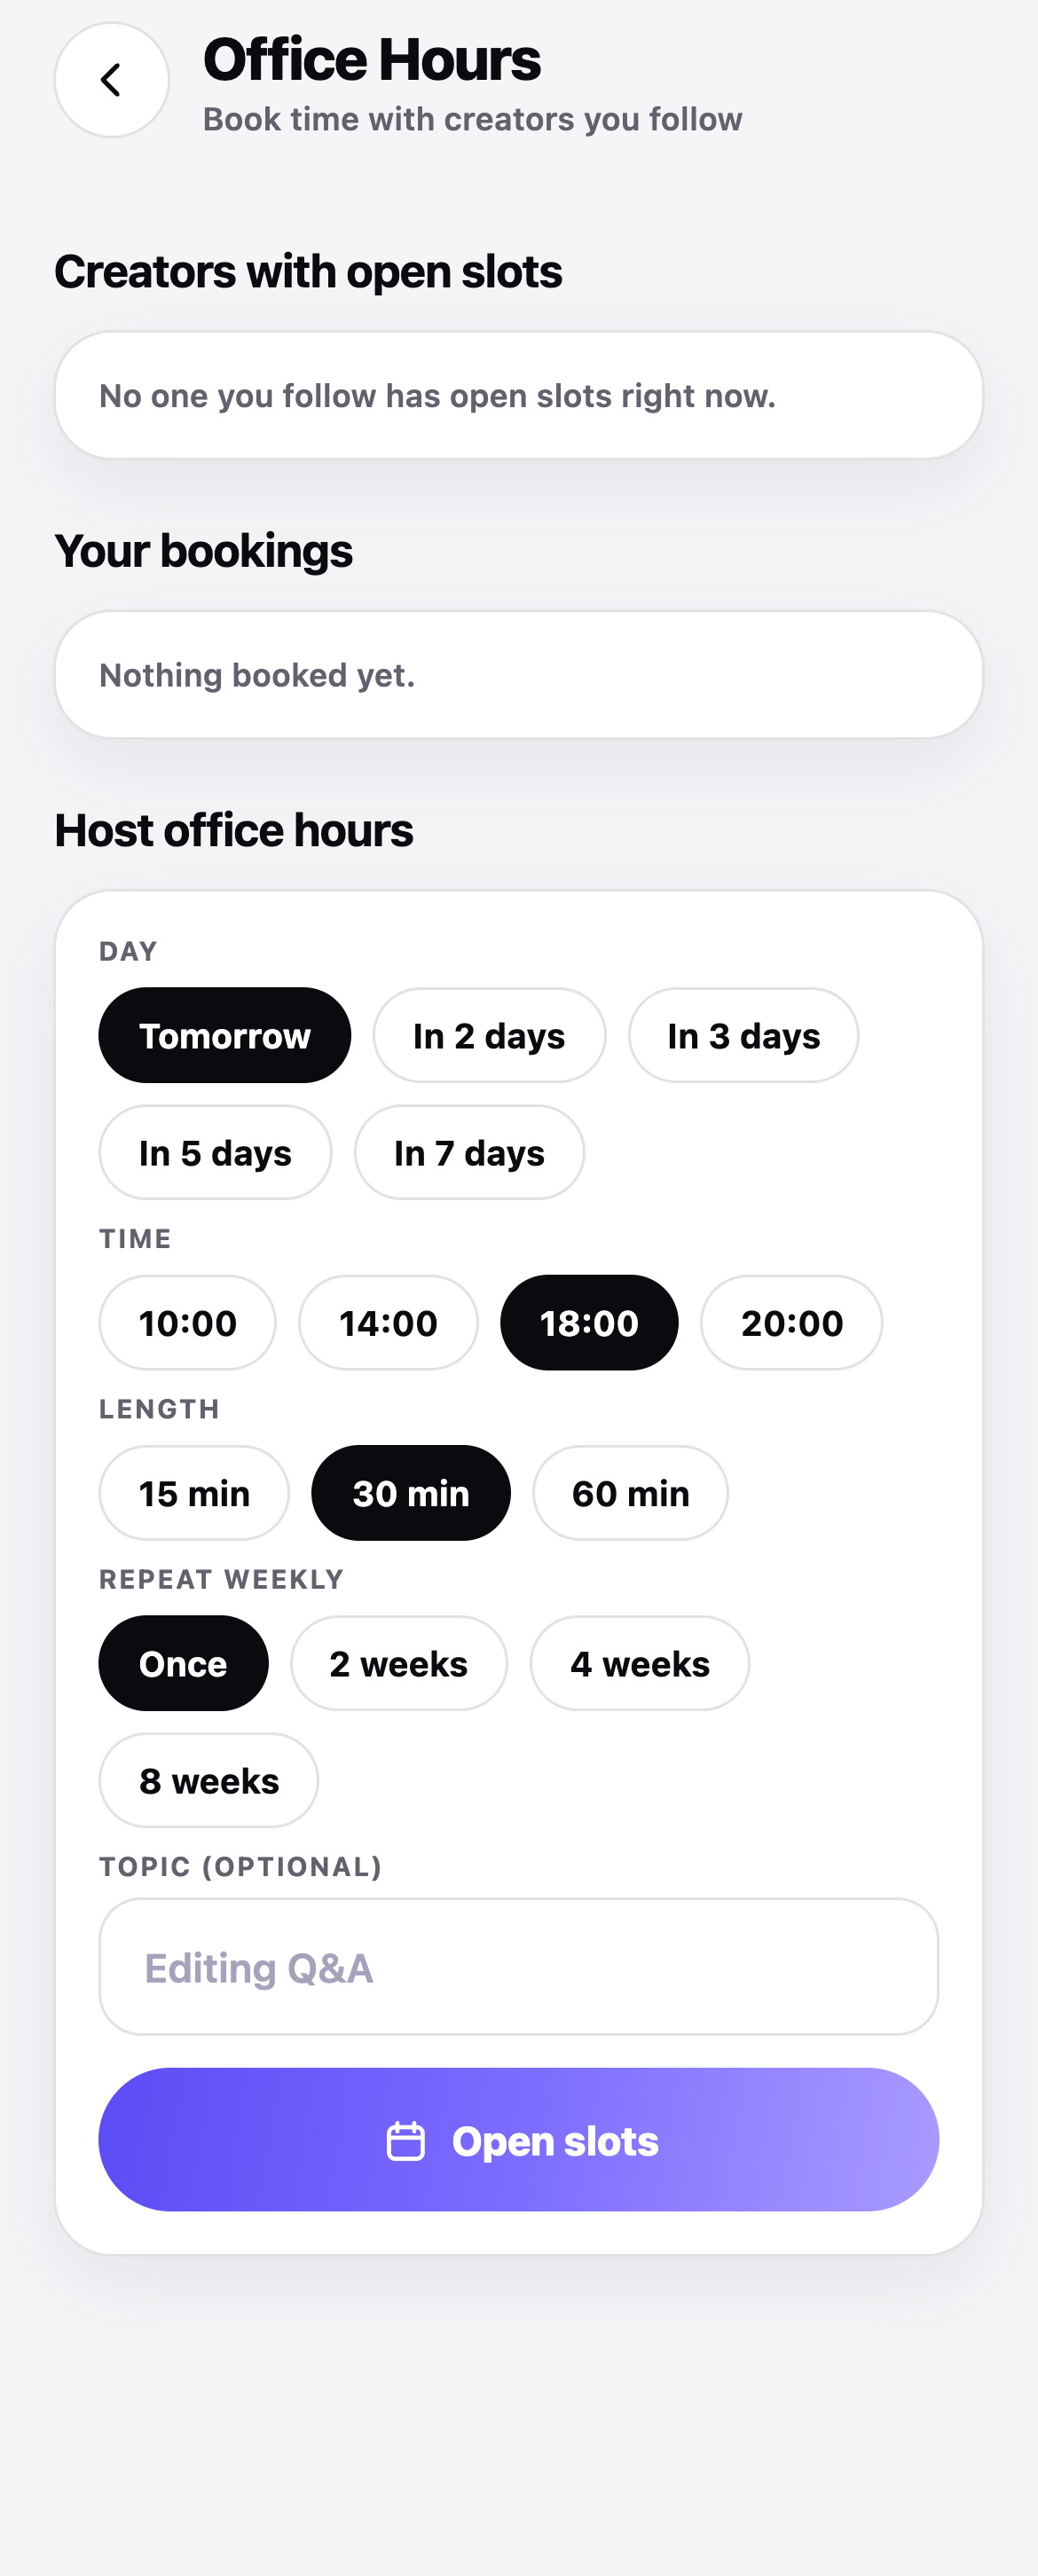 Office Hours
Book time with creators you follow
Creators with open slots
No one you follow has open slots right now.
Your bookings
Nothing booked yet.
Host office hours
DAY
Tomorrow In 2 days In 3 days
In 5 days In 7 days
TIME
10:00 14:00 18:00 20:00
LENGTH
15 min 30 min 60 min
REPEAT WEEKLY
Once 2 weeks 4 weeks
8 weeks
TOPIC (OPTIONAL)
Editing Q&A
Open slots